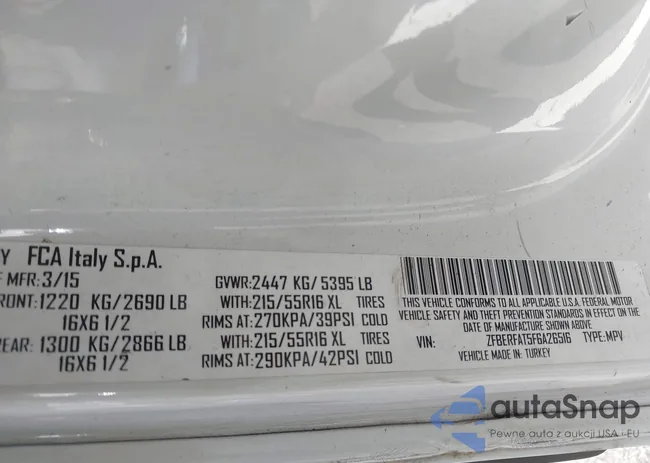 Y FCA Italy S.p.A.
F MFR: 3/15
GVWR: 2447 KG/ 5395 LB
FRONT: 1220 KG/2690 LB WITH: 215/55R16 XL TIRES
16X6 1/2 RIMS AT: 270KPA/39PSI COLD
REAR: 1300 KG/2866 LB WITH: 215/55R16 XL TIRES
16X6 1/2 RIMS AT: 290KPA/42PSI COLD
THIS VEHICLE CONFORMS TO ALL APPLICABLE U.S.A. FEDERAL MOTOR
VEHICLE SAFETY AND THEFT PREVENTION STANDARDS IN EFFECT ON THE
DATE OF MANUFACTURE SHOWN ABOVE.
VIN: ZFBERFAT5F6A26516 TYPE: MPV
VEHICLE MADE IN: TURKEY
autaSnap
Pewne auta z aukcji USA i EU